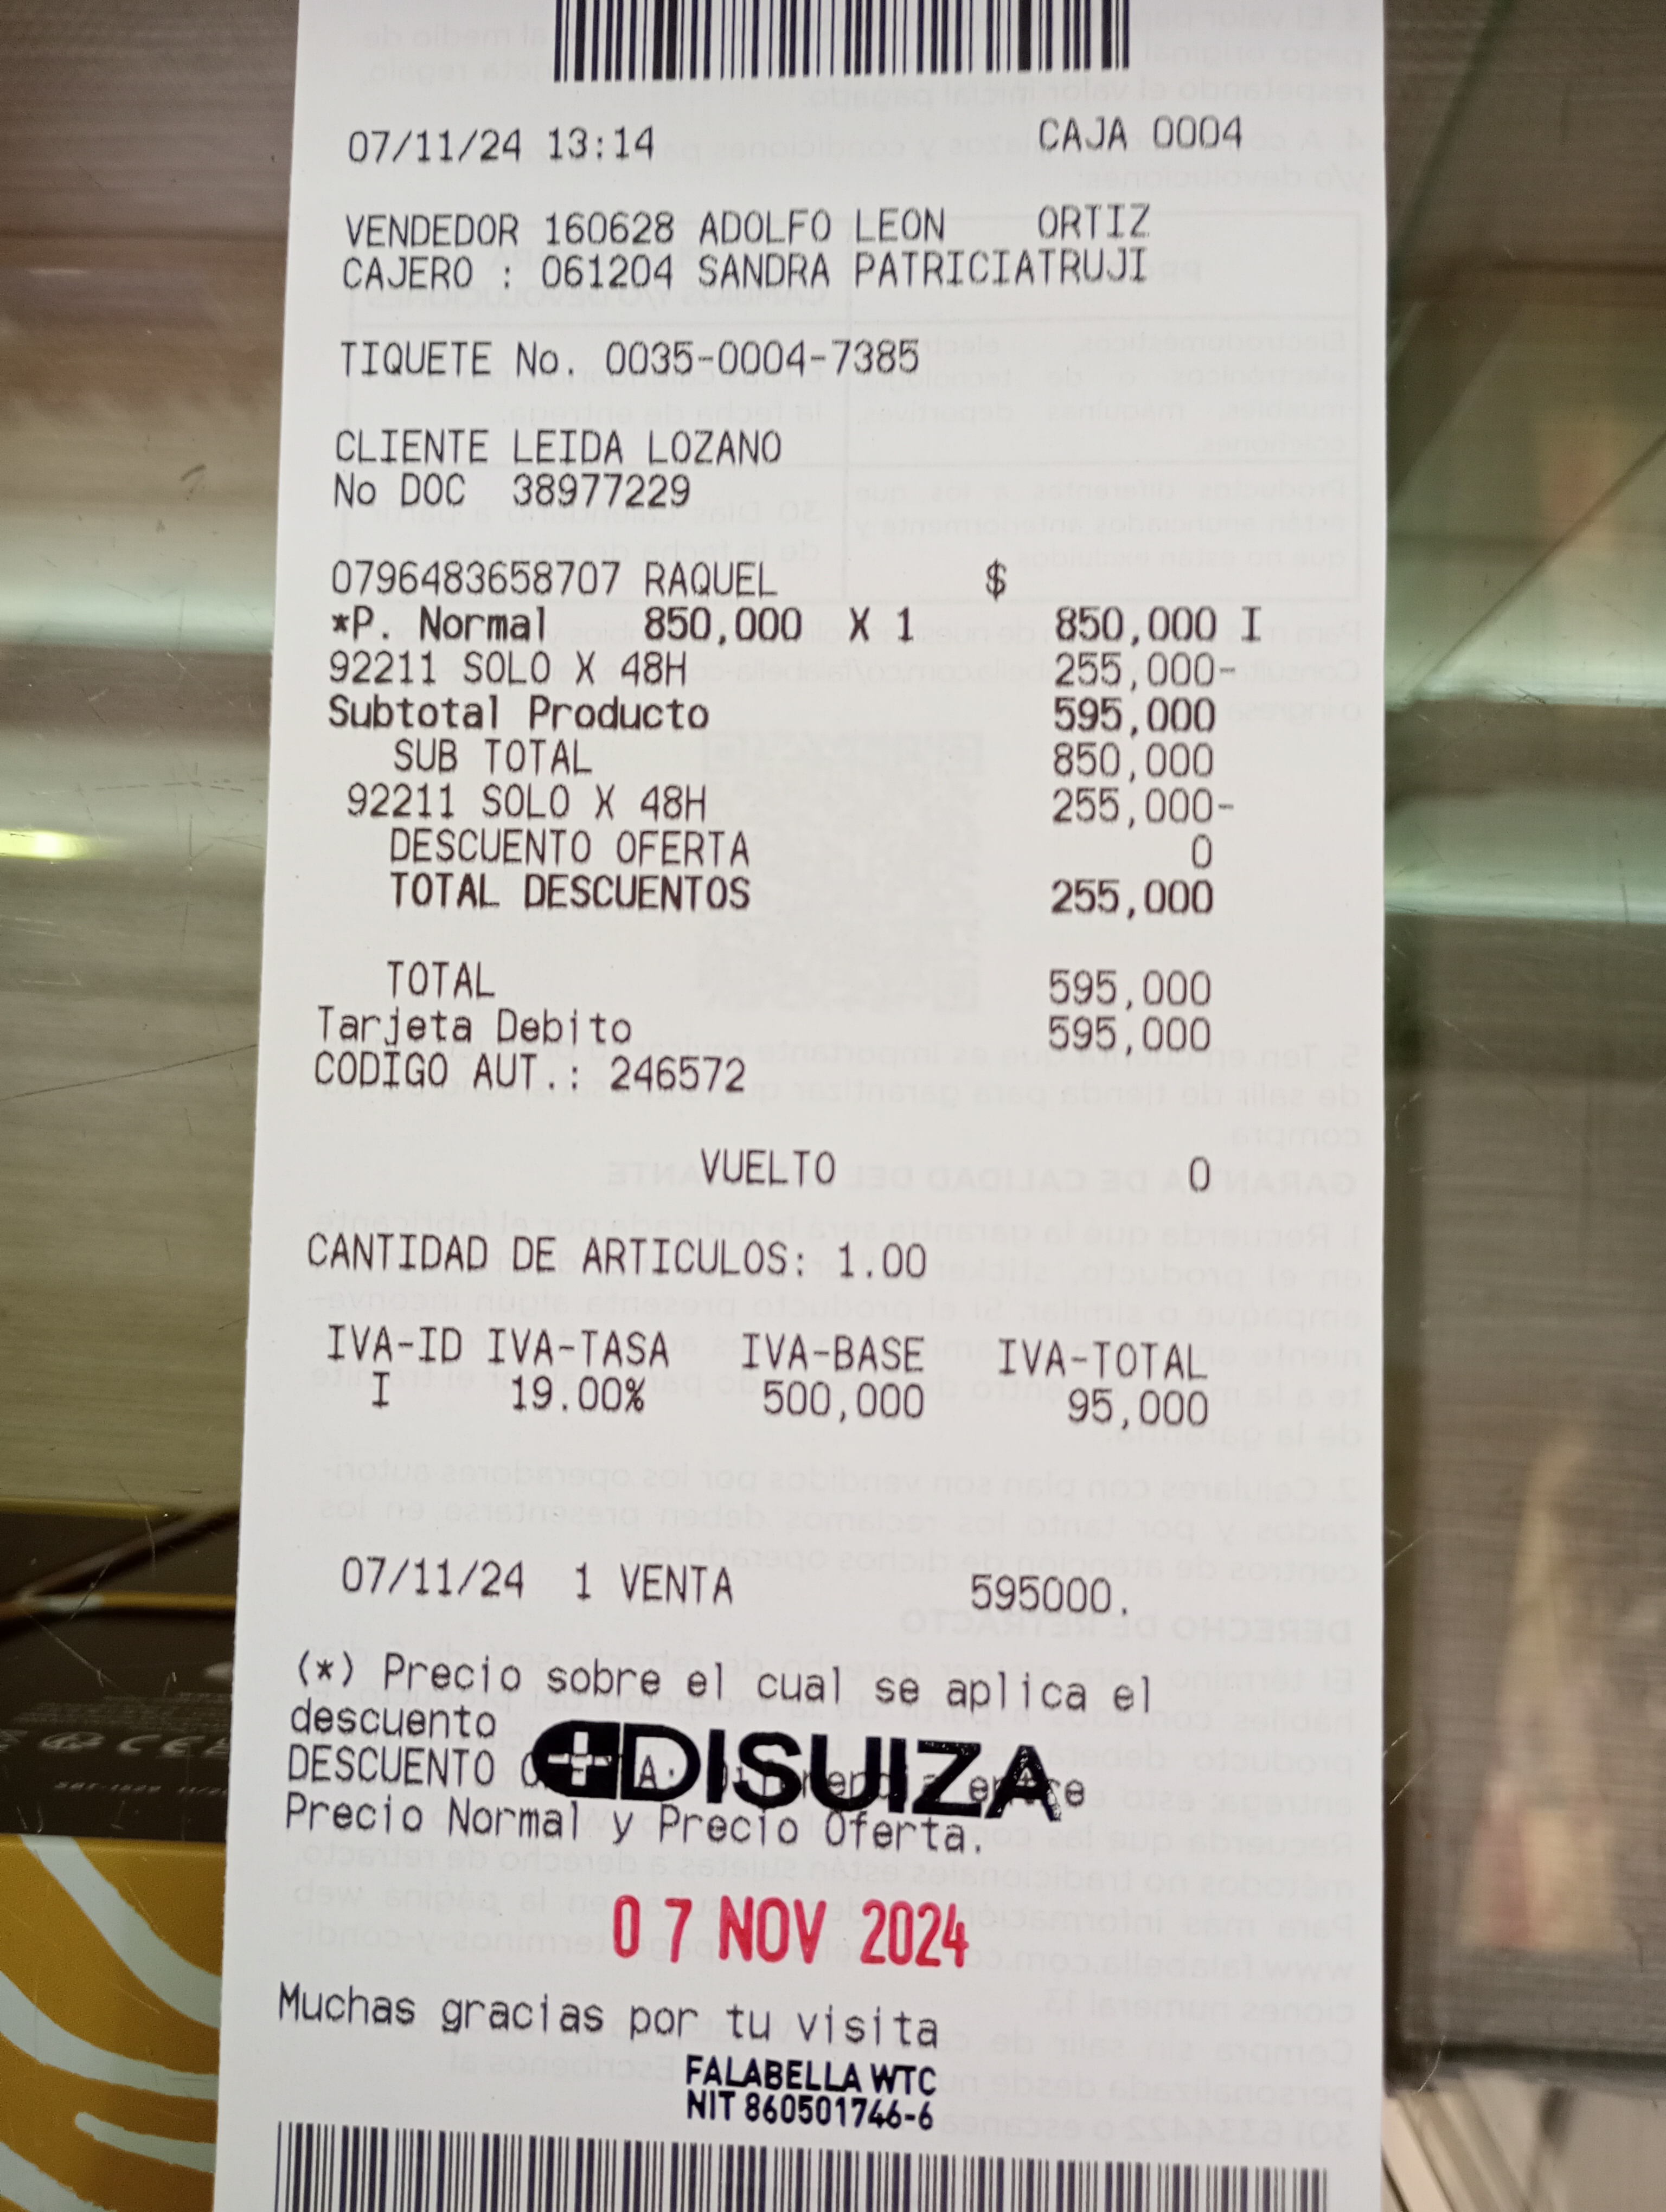 07/11/24 13:14 CAJA 0004
VENDEDOR 160628 ADOLFO LEON ORTIZ
CAJERO : 061204 SANDRA PATRICIATRUJI
TIQUETE No. 0035-0004-7385
CLIENTE LEIDA LOZANO
No DOC 38977229
0796483658707 RAQUEL $
*P. Normal 850,000 X 1 850,000 I
92211 SOLO X 48H 255,000-
Subtotal Producto 595,000
SUB TOTAL 850,000
92211 SOLO X 48H 255,000-
DESCUENTO OFERTA 0
TOTAL DESCUENTOS 255,000
TOTAL 595,000
Tarjeta Debito 595,000
CODIGO AUT.: 246572
VUELTO 0
CANTIDAD DE ARTICULOS: 1.00
IVA-ID IVA-TASA IVA-BASE IVA-TOTAL
I 19.00% 500,000 95,000
07/11/24 1 VENTA 595000.
(*) Precio sobre el cual se aplica el
descuento
DISUIZA
DESCUENTO OFERTA: Diferencia entre
Precio Normal y Precio Oferta.
07 NOV 2024
Muchas gracias por tu visita
FALABELLA WTC
NIT 860501746-6